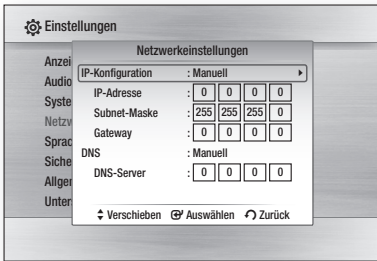 Einstellungen
Netzwerkeinstellungen
Anzei
Audio
Syste
Netzw
Sprac
Siche
Allger
Unter
IP-Konfiguration : Manuell
IP-Adresse : 0 0 0 0
Subnet-Maske : 255 255 255 0
Gateway : 0 0 0 0
DNS : Manuell
DNS-Server : 0 0 0 0
Verschieben Auswählen Zurück